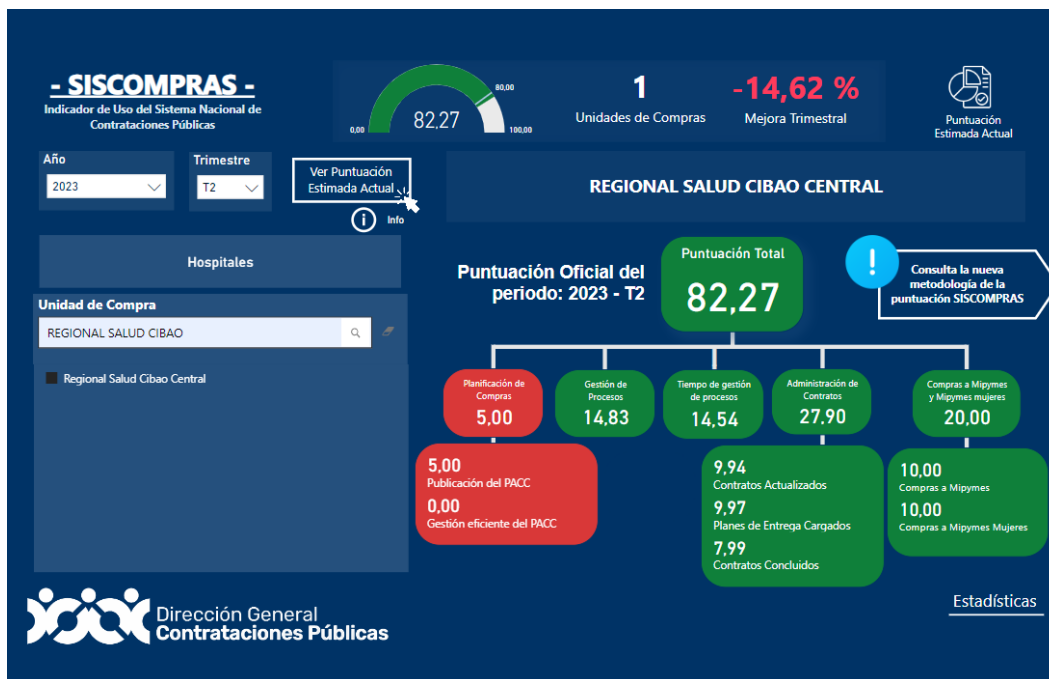 - SISCOMPRAS -
Indicador de Uso del Sistema Nacional de
Contrataciones Públicas
0,00
82,27
80,00
100,00
1
Unidades de Compras
-14,62 %
Mejora Trimestral
Puntuación
Estimada Actual
Año
2023
Trimestre
T2
Ver Puntuación
Estimada Actual
i
Info
REGIONAL SALUD CIBAO CENTRAL
Hospitales
Unidad de Compra
REGIONAL SALUD CIBAO
Regional Salud Cibao Central
Puntuación Oficial del
periodo: 2023 - T2
Puntuación Total
82,27
!
Consulta la nueva
metodología de la
puntuación SISCOMPRAS
Planificación de
Compras
5,00
Gestión de
Procesos
14,83
Tiempo de gestión
de procesos
14,54
Administración de
Contratos
27,90
Compras a Mipymes
y Mipymes mujeres
20,00
5,00
Publicación del PACC
0,00
Gestión eficiente del PACC
9,94
Contratos Actualizados
9,97
Planes de Entrega Cargados
7,99
Contratos Concluidos
10,00
Compras a Mipymes
10,00
Compras a Mipymes Mujeres
Dirección General
Contrataciones Públicas
Estadísticas